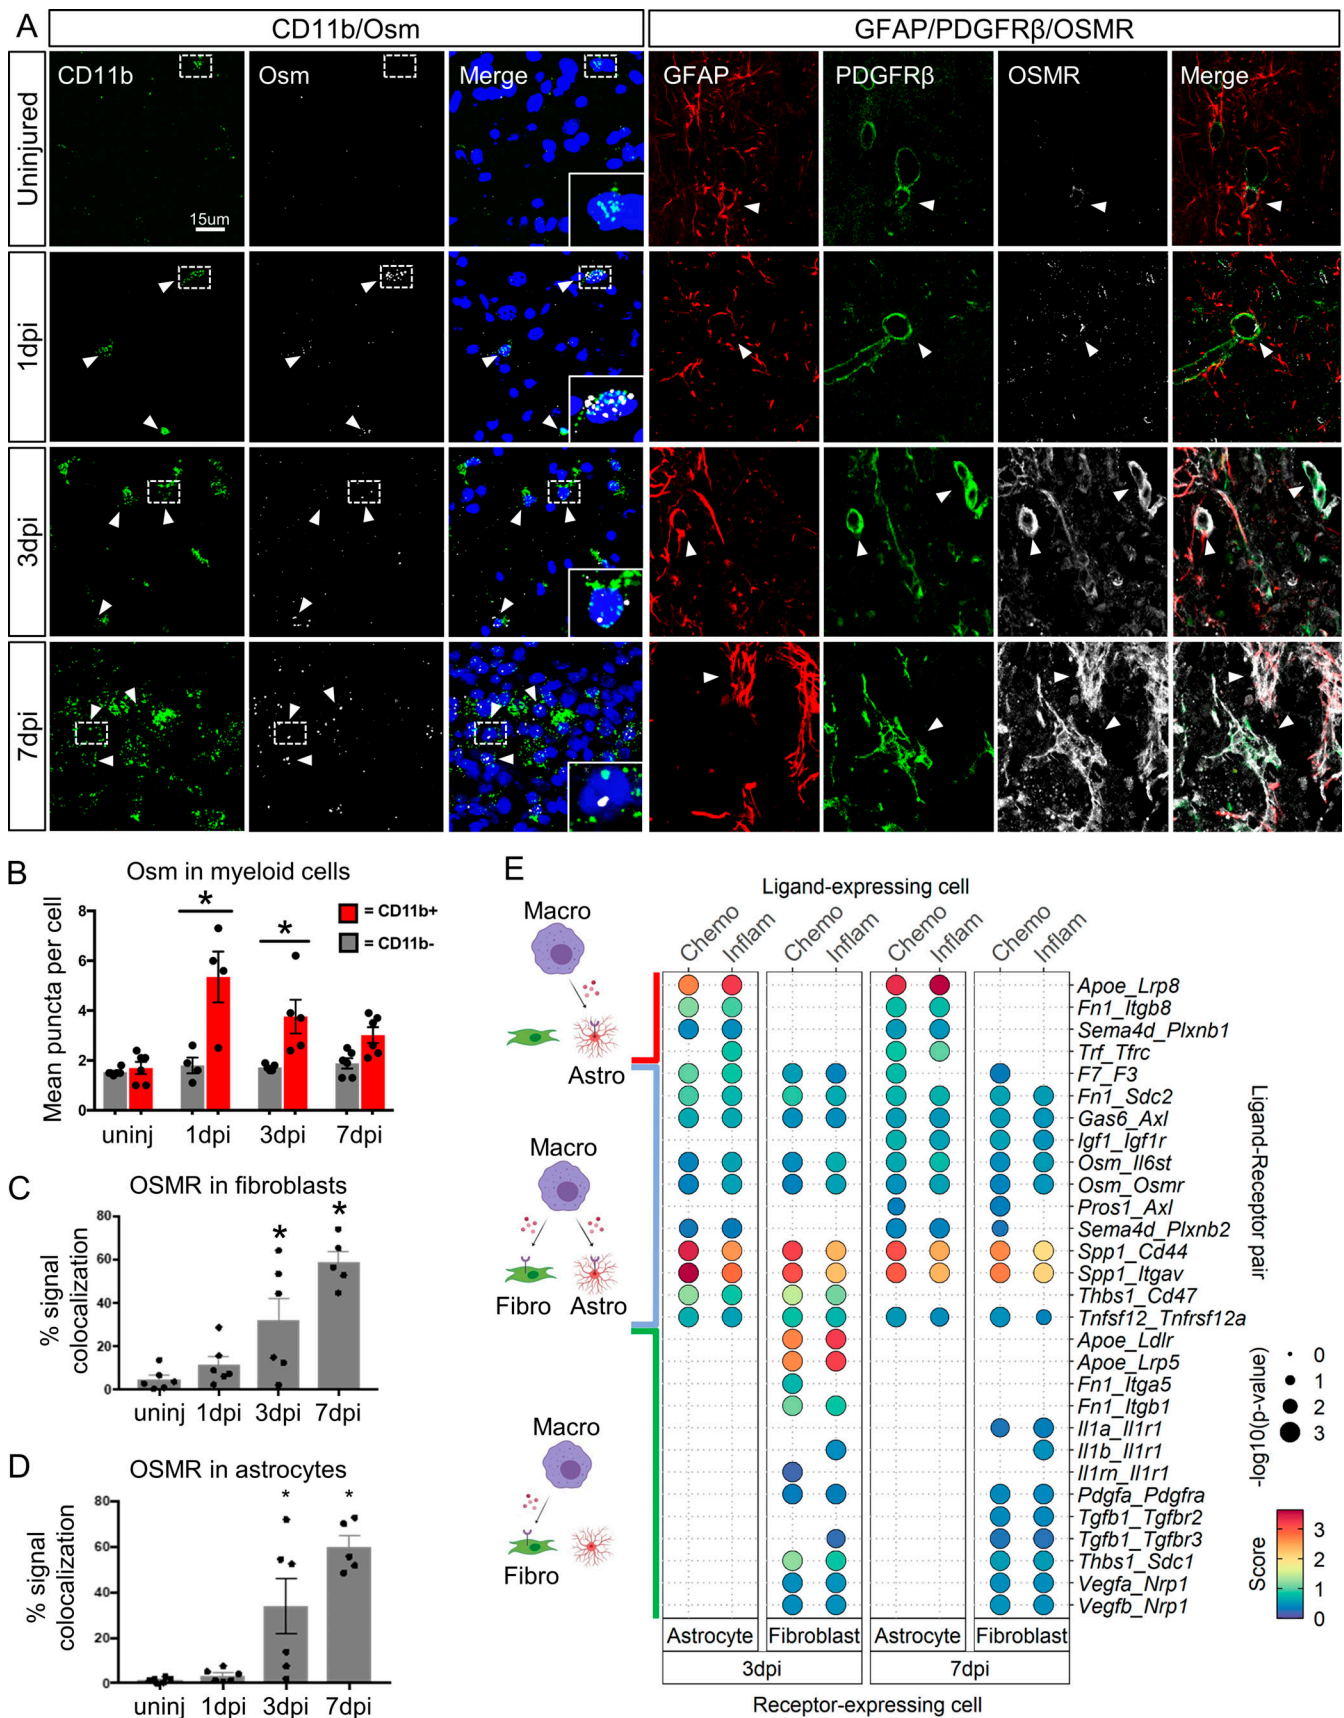 A
CD11b/Osm
GFAP/PDGFRβ/OSMR
Uninjured
CD11b
Osm
Merge
GFAP
PDGFRβ
OSMR
Merge
15um
1dpi
3dpi
7dpi
B
Osm in myeloid cells
Mean puncta per cell
8
6
4
2
0
*
*
= CD11b+
= CD11b-
uninj
1dpi
3dpi
7dpi
C
OSMR in fibroblasts
% signal
colocalization
80
60
40
20
0
*
*
uninj
1dpi
3dpi
7dpi
D
OSMR in astrocytes
% signal
colocalization
80
60
40
20
0
*
*
uninj
1dpi
3dpi
7dpi
E
Ligand-expressing cell
Chemo
Inflam
Chemo
Inflam
Chemo
Inflam
Chemo
Inflam
Macro
Astro
Macro
Fibro
Astro
Macro
Fibro
Apoe_Lrp8
Fn1_Itgb8
Sema4d_Plxnb1
Trf_Tfrc
F7_F3
Fn1_Sdc2
Gas6_Axl
Igf1_Igf1r
Osm_Il6st
Osm_Osmr
Pros1_Axl
Sema4d_Plxnb2
Spp1_Cd44
Spp1_Itgav
Thbs1_Cd47
Tnfsf12_Tnfrsf12a
Apoe_Ldlr
Apoe_Lrp5
Fn1_Itga5
Fn1_Itgb1
Il1a_Il1r1
Il1b_Il1r1
Il1rn_Il1r1
Pdgfa_Pdgfra
Tgfb1_Tgfbr2
Tgfb1_Tgfbr3
Thbs1_Sdc1
Vegfa_Nrp1
Vegfb_Nrp1
Ligand-Receptor pair
-log10(p-value)
0
1
2
3
Score
3
2
1
0
Astrocyte
Fibroblast
Astrocyte
Fibroblast
3dpi
7dpi
Receptor-expressing cell